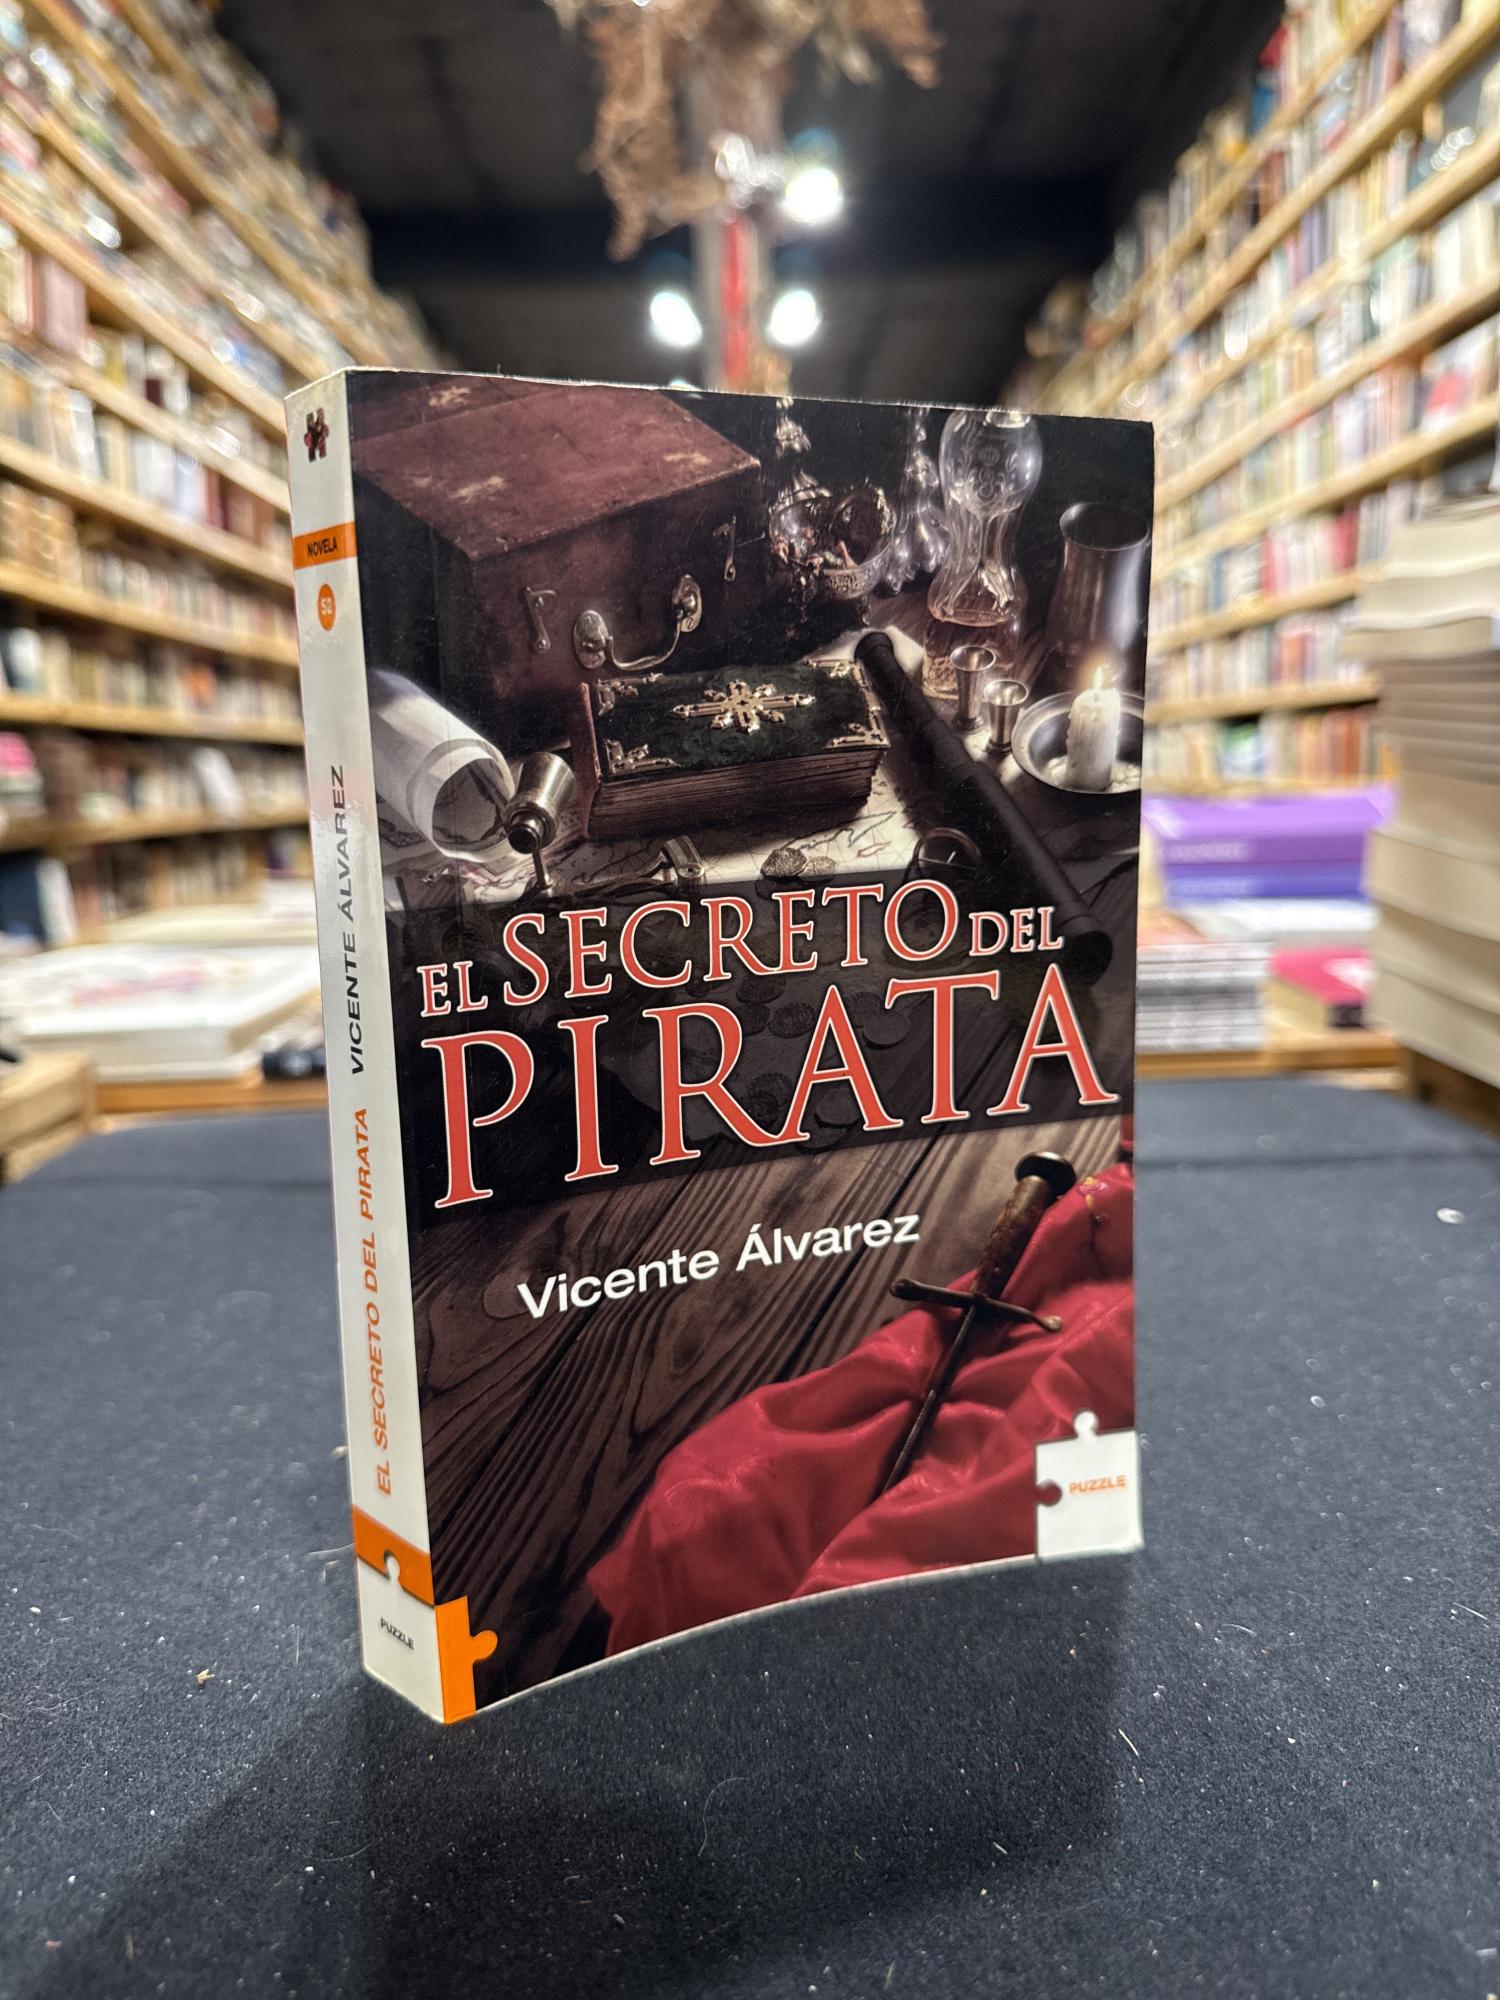 NOVELA
52
EL SECRETO DEL PIRATA VICENTE ÁLVAREZ
PUZZLE
EL SECRETO DEL
PIRATA
Vicente Álvarez
PUZZLE